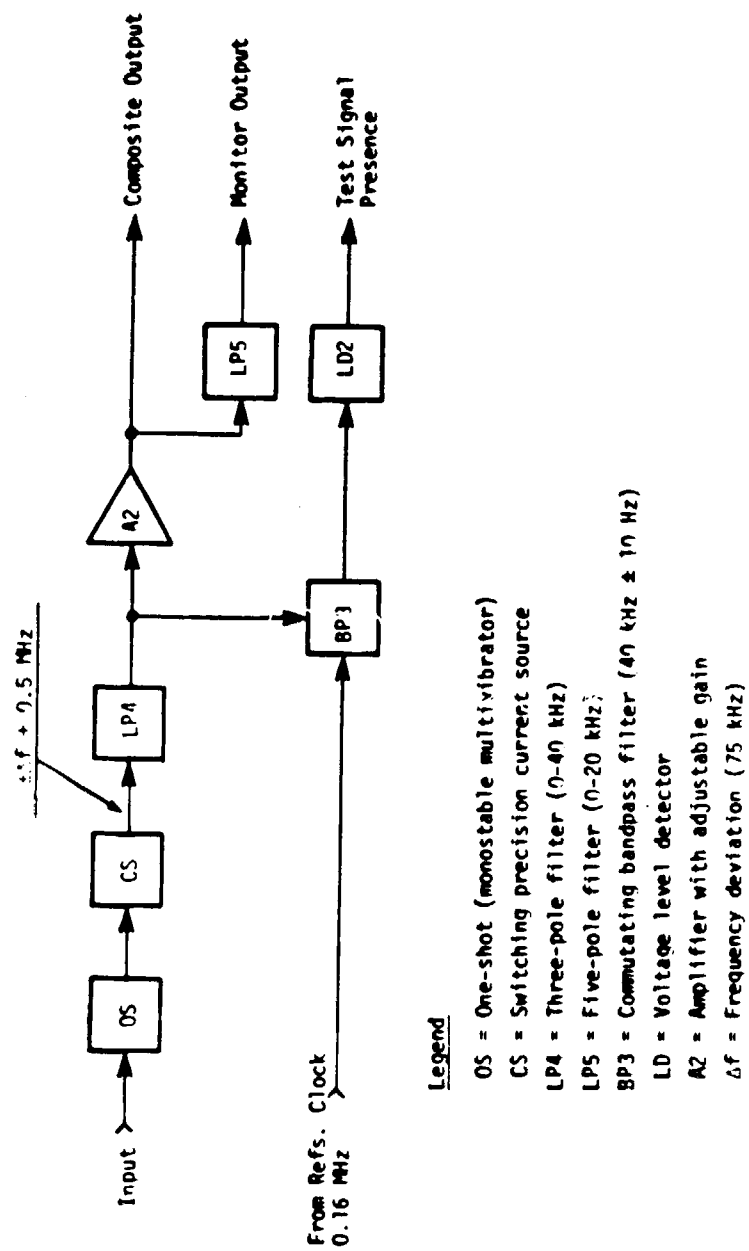 Input
OS
CS
f + 0.5 MHz
LP4
A2
Composite Output
LP5
Monitor Output
From Refs. Clock
0.16 MHz
BP3
LD2
Test Signal
Presence
Legend
OS = One-shot (monostable multivibrator)
CS = Switching precision current source
LP4 = Three-pole filter (0-40 kHz)
LP5 = Five-pole filter (0-20 kHz)
BP3 = Commutating bandpass filter (40 kHz ± 10 Hz)
LD = Voltage level detector
A2 = Amplifier with adjustable gain
Δf = Frequency deviation (75 kHz)